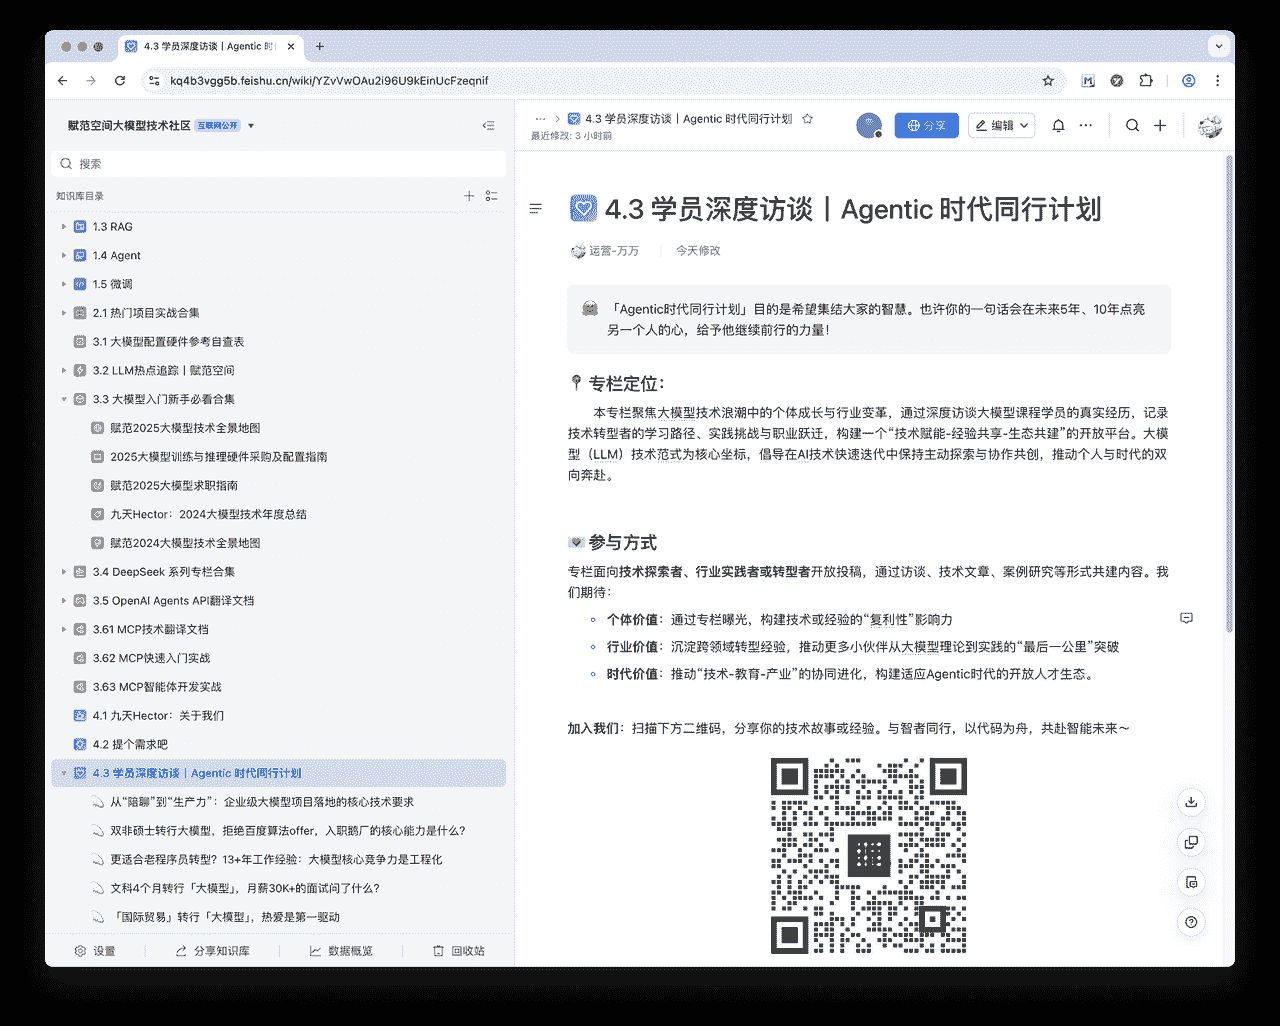 4.3 学员深度访谈｜Agentic 时
kq4b3vgg5b.feishu.cn/wiki/YZvVwOAu2i96U9kEinUcFzeqnif
赋范空间大模型技术社区 互联网公开
搜索
知识库目录
1.3 RAG
1.4 Agent
1.5 微调
2.1 热门项目实战合集
3.1 大模型配置硬件参考自查表
3.2 LLM热点追踪丨赋范空间
3.3 大模型入门新手必看合集
赋范2025大模型技术全景地图
2025大模型训练与推理硬件采购及配置指南
赋范2025大模型求职指南
九天Hector：2024大模型技术年度总结
赋范2024大模型技术全景地图
3.4 DeepSeek 系列专栏合集
3.5 OpenAI Agents API翻译文档
3.61 MCP技术翻译文档
3.62 MCP快速入门实战
3.63 MCP智能体开发实战
4.1 九天Hector：关于我们
4.2 提个需求吧
4.3 学员深度访谈｜Agentic 时代同行计划
从“陪聊”到“生产力”：企业级大模型项目落地的核心技术要求
双非硕士转行大模型，拒绝百度算法offer，入职鹅厂的核心能力是什么？
更适合老程序员转型？13+年工作经验：大模型核心竞争力是工程化
文科4个月转行「大模型」，月薪30K+的面试问了什么？
「国际贸易」转行「大模型」，热爱是第一驱动
设置
分享知识库
数据概览
回收站
4.3 学员深度访谈｜Agentic 时代同行计划
最近修改: 3 小时前
分享
编辑
4.3 学员深度访谈｜Agentic 时代同行计划
运营-万万
今天修改
「Agentic时代同行计划」目的是希望集结大家的智慧。也许你的一句话会在未来5年、10年点亮
另一个人的心，给予他继续前行的力量！
专栏定位：
本专栏聚焦大模型技术浪潮中的个体成长与行业变革，通过深度访谈大模型课程学员的真实经历，记录
技术转型者的学习路径、实践挑战与职业跃迁，构建一个“技术赋能-经验共享-生态共建”的开放平台。大模
型（LLM）技术范式为核心坐标，倡导在AI技术快速迭代中保持主动探索与协作共创，推动个人与时代的双
向奔赴。
参与方式
专栏面向技术探索者、行业实践者或转型者开放投稿，通过访谈、技术文章、案例研究等形式共建内容。我
们期待：
个体价值：通过专栏曝光，构建技术或经验的“复利性”影响力
行业价值：沉淀跨领域转型经验，推动更多小伙伴从大模型理论到实践的“最后一公里”突破
时代价值：推动“技术-教育-产业”的协同进化，构建适应Agentic时代的开放人才生态。
加入我们：扫描下方二维码，分享你的技术故事或经验。与智者同行，以代码为舟，共赴智能未来～